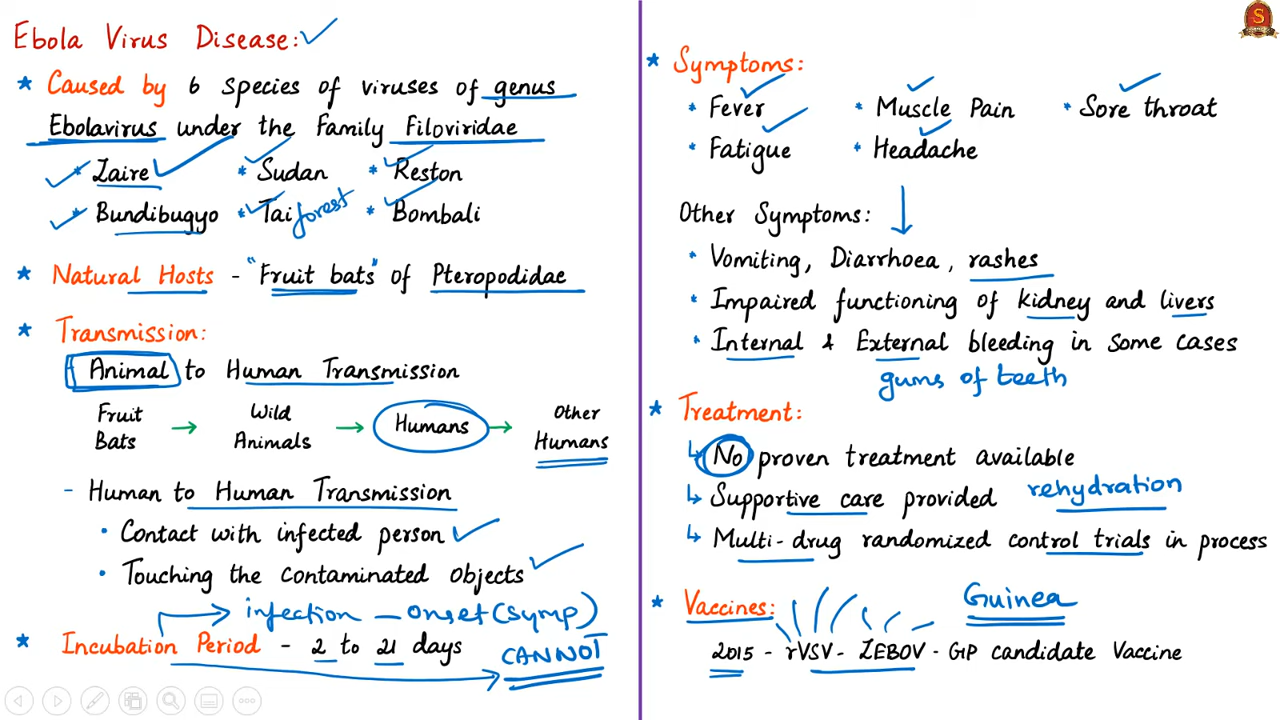 Ebola Virus Disease:
* Caused by 6 species of viruses of genus
Ebolavirus under the Family Filoviridae
* Zaire * Sudan * Reston
* Bundibugyo * Tai forest * Bombali
* Natural Hosts - "Fruit bats" of Pteropodidae
* Transmission:
- Animal to Human Transmission
Fruit Bats → Wild Animals → Humans → Other Humans
- Human to Human Transmission
• Contact with infected person
• Touching the contaminated objects
infection - onset (symp)
* Incubation Period - 2 to 21 days
CANNOT
S
* Symptoms:
• Fever • Muscle Pain • Sore throat
• Fatigue • Headache
Other Symptoms:
• Vomiting, Diarrhoea, rashes
• Impaired functioning of kidney and livers
• Internal & External bleeding in some cases
gums of teeth
* Treatment:
↳ No proven treatment available
↳ Supportive care provided rehydration
↳ Multi-drug randomized control trials in process
* Vaccines: Guinea
2015 - rVSV - ZEBOV - GP candidate Vaccine